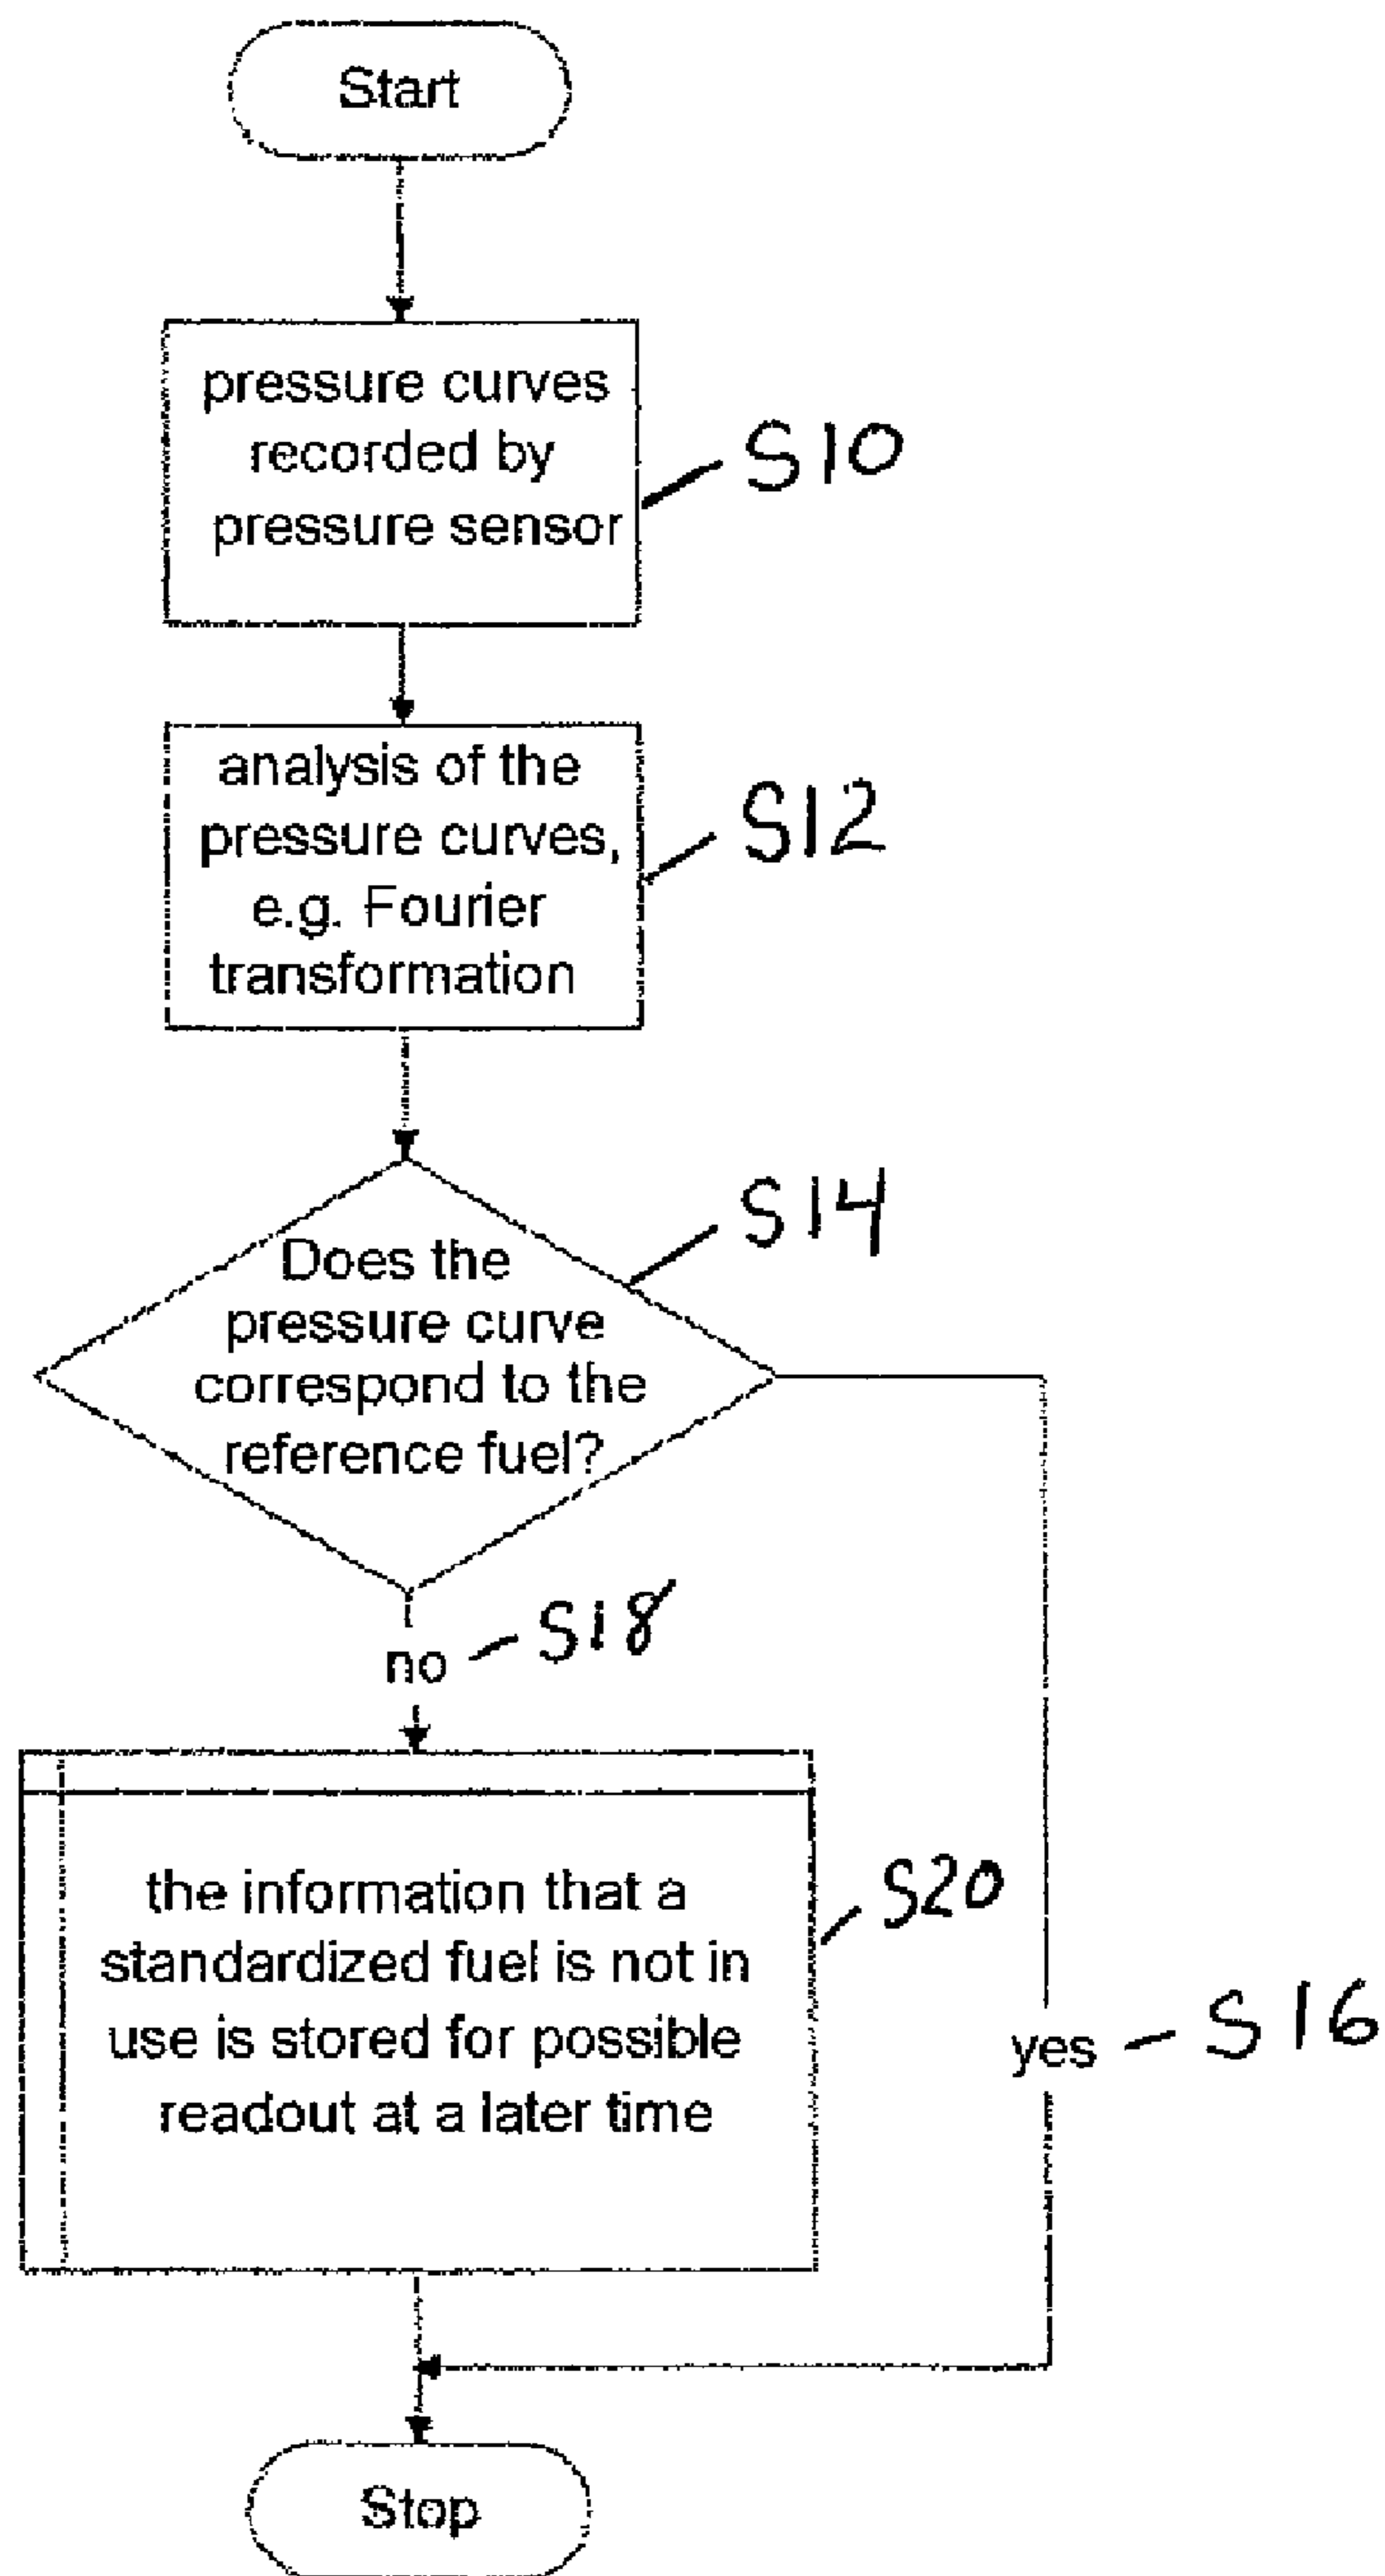 Start
pressure curves
recorded by
pressure sensor
S10
analysis of the
pressure curves,
e.g. Fourier
transformation
S12
Does the
pressure curve
correspond to the
reference fuel?
S14
no
S18
the information that a
standardized fuel is not in
use is stored for possible
readout at a later time
S20
yes
S16
Stop